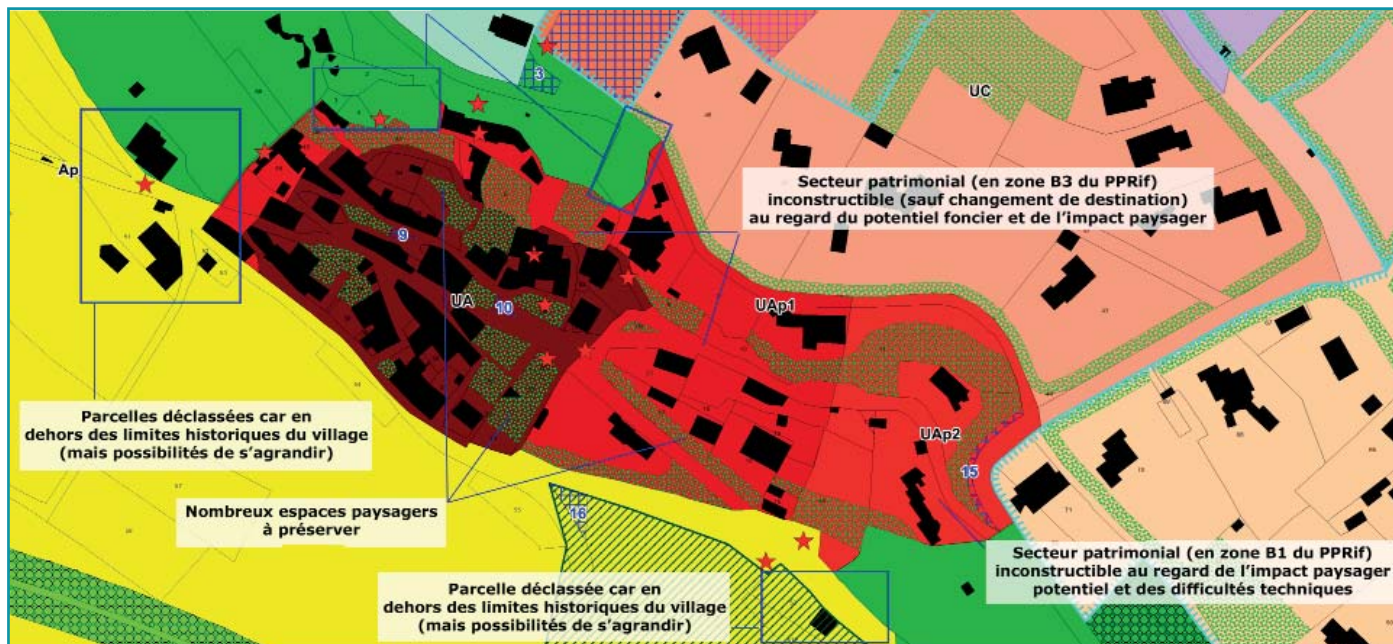 3
UC
Ap
Secteur patrimonial (en zone B3 du PPRif)
inconstructible (sauf changement de destination)
au regard du potentiel foncier et de l'impact paysager
9
UA
10
UAp1
Parcelles déclassées car en
dehors des limites historiques du village
(mais possibilités de s'agrandir)
UAp2
15
Nombreux espaces paysagers
à préserver
16
Secteur patrimonial (en zone B1 du PPRif)
inconstructible au regard de l'impact paysager
potentiel et des difficultés techniques
Parcelle déclassée car en
dehors des limites historiques du village
(mais possibilités de s'agrandir)